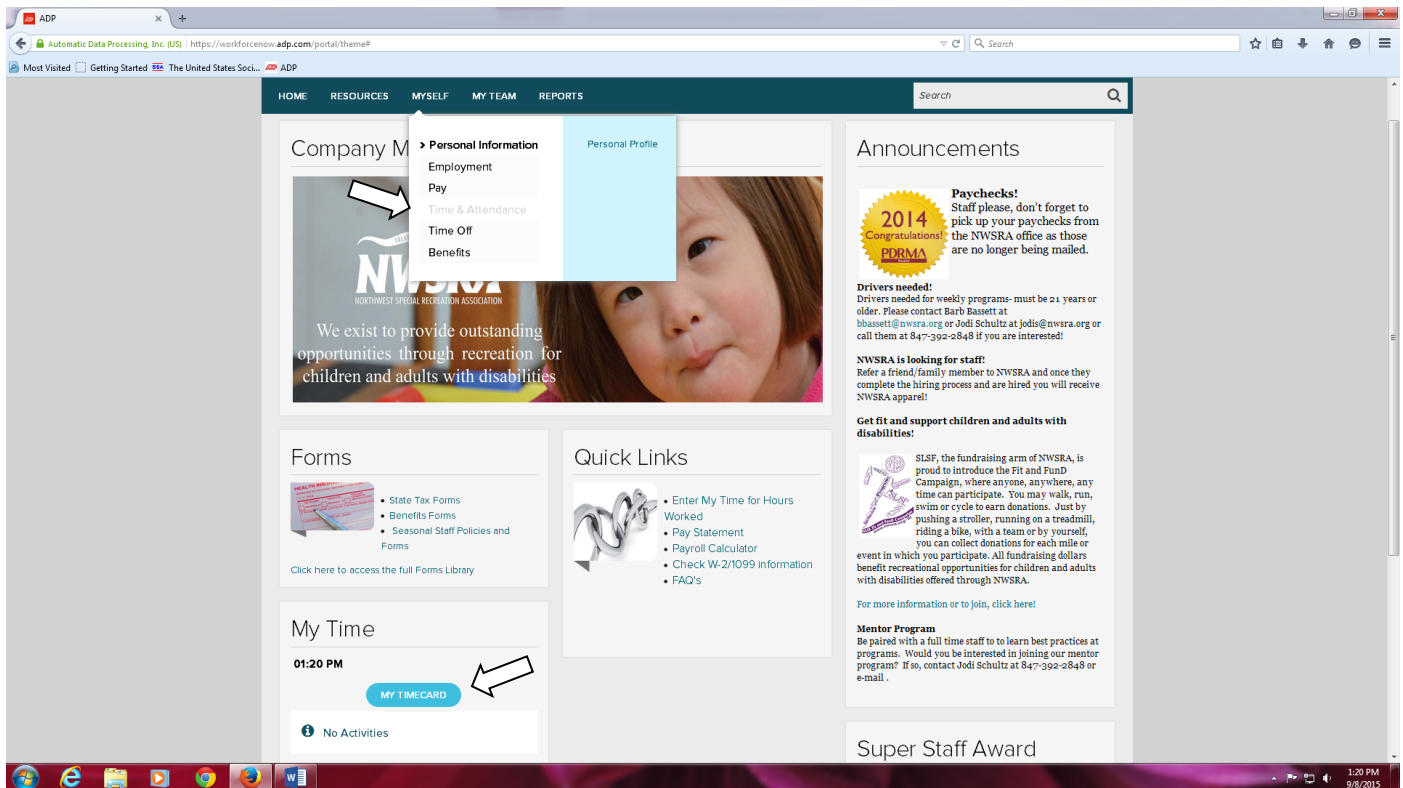 ADP
Automatic Data Processing, Inc. (US) https://workforcenow.adp.com/portal/theme# Search
Most Visited Getting Started The United States Soci... ADP
HOME RESOURCES MYSELF MY TEAM REPORTS Search
Company M
Personal Information
Employment
Pay
Time & Attendance
Time Off
Benefits
Personal Profile
NWSRA
NORTHWEST SPECIAL RECREATION ASSOCIATION
We exist to provide outstanding
opportunities through recreation for
children and adults with disabilities
Forms
• State Tax Forms
• Benefits Forms
• Seasonal Staff Policies and
Forms
Click here to access the full Forms Library
Quick Links
• Enter My Time for Hours
Worked
• Pay Statement
• Payroll Calculator
• Check W-2/1099 information
• FAQ's
My Time
01:20 PM
MY TIMECARD
No Activities
Announcements
2014
Congratulations!
PDRMA
Paychecks!
Staff please, don't forget to
pick up your paychecks from
the NWSRA office as those
are no longer being mailed.
Drivers needed!
Drivers needed for weekly programs- must be 21 years or
older. Please contact Barb Bassett at
bbassett@nwsra.org or Jodi Schultz at jodis@nwsra.org or
call them at 847-392-2848 if you are interested!
NWSRA is looking for staff!
Refer a friend/family member to NWSRA and once they
complete the hiring process and are hired you will receive
NWSRA apparel!
Get fit and support children and adults with
disabilities!
SLSF
SLSF, the fundraising arm of NWSRA, is
proud to introduce the Fit and FunD
Campaign, where anyone, anywhere, any
time can participate. You may walk, run,
swim or cycle to earn donations. Just by
pushing a stroller, running on a treadmill,
riding a bike, with a team or by yourself,
you can collect donations for each mile or
event in which you participate. All fundraising dollars
benefit recreational opportunities for children and adults
with disabilities offered through NWSRA.
For more information or to join, click here!
Mentor Program
Be paired with a full time staff to to learn best practices at
programs. Would you be interested in joining our mentor
program? If so, contact Jodi Schultz at 847-392-2848 or
e-mail .
Super Staff Award
1:20 PM
9/8/2015